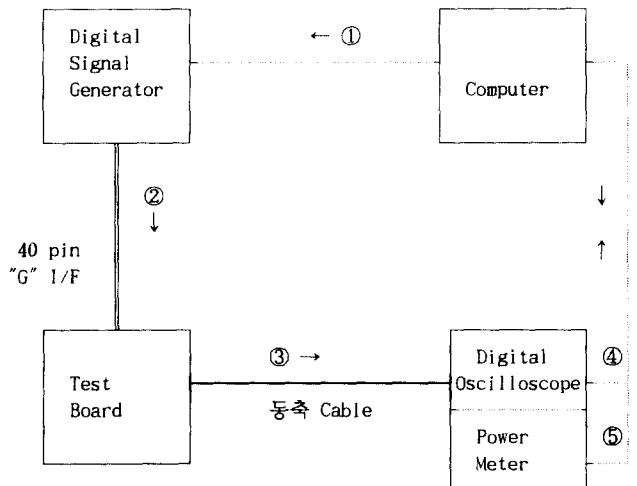 Digital
Signal
Generator
← ①
Computer
②
↓
40 pin
"G" I/F
↓
↑
Test
Board
③ →
동축 Cable
Digital
Oscilloscope
④
Power
Meter
⑤